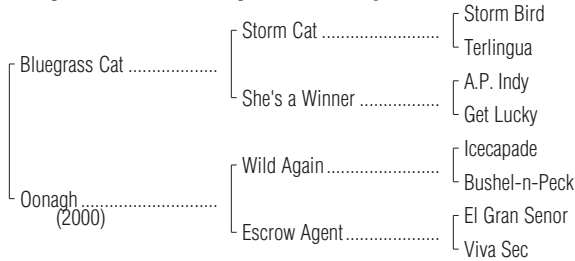 Storm Bird
Storm Cat ......................
Terlingua
Bluegrass Cat ..................
A.P. Indy
She's a Winner ....................
Get Lucky
Icecapade
Wild Again .........................
Bushel-n-Peck
Oonagh ..............................
(2000)
El Gran Senor
Escrow Agent .....................
Viva Sec